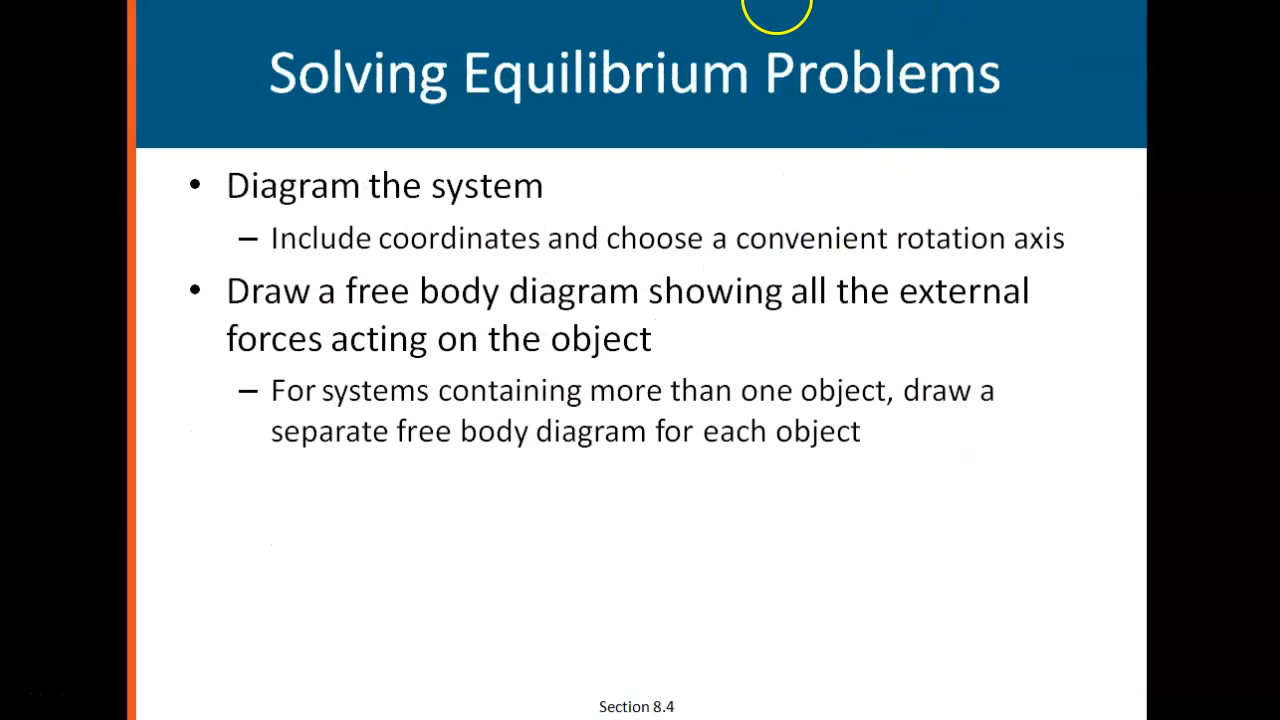 Solving Equilibrium Problems
• Diagram the system
– Include coordinates and choose a convenient rotation axis
• Draw a free body diagram showing all the external
forces acting on the object
– For systems containing more than one object, draw a
separate free body diagram for each object
Section 8.4